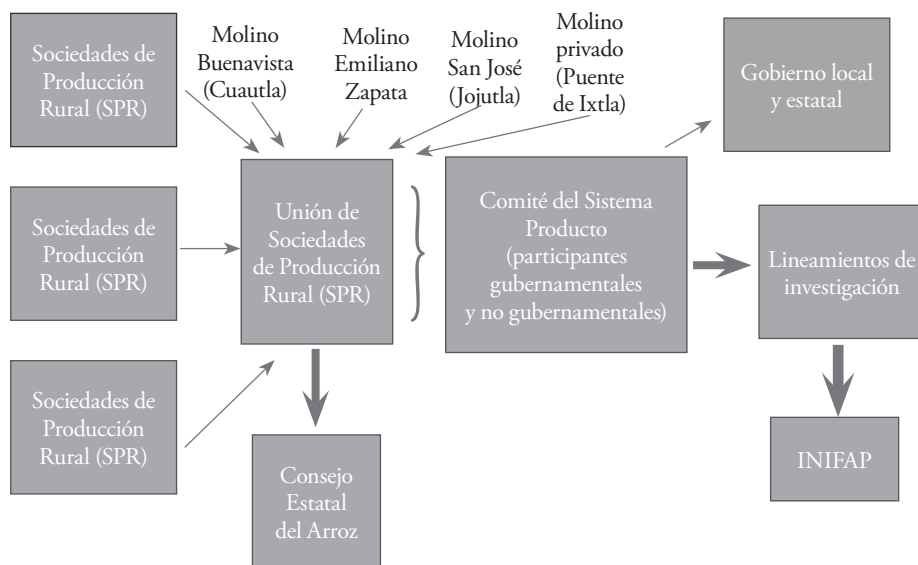 Sociedades de
Producción
Rural (SPR)
Molino
Buenavista
(Cuautla)
Molino
Emiliano
Zapata
Molino
San José
(Jojutla)
Molino
privado
(Puente
de Ixtla)
Gobierno local
y estatal
Sociedades de
Producción
Rural (SPR)
Unión de
Sociedades
de Producción
Rural (SPR)
Comité del Sistema
Producto
(participantes
gubernamentales
y no gubernamentales)
Lineamientos de
investigación
Sociedades de
Producción
Rural (SPR)
Consejo
Estatal
del Arroz
INIFAP